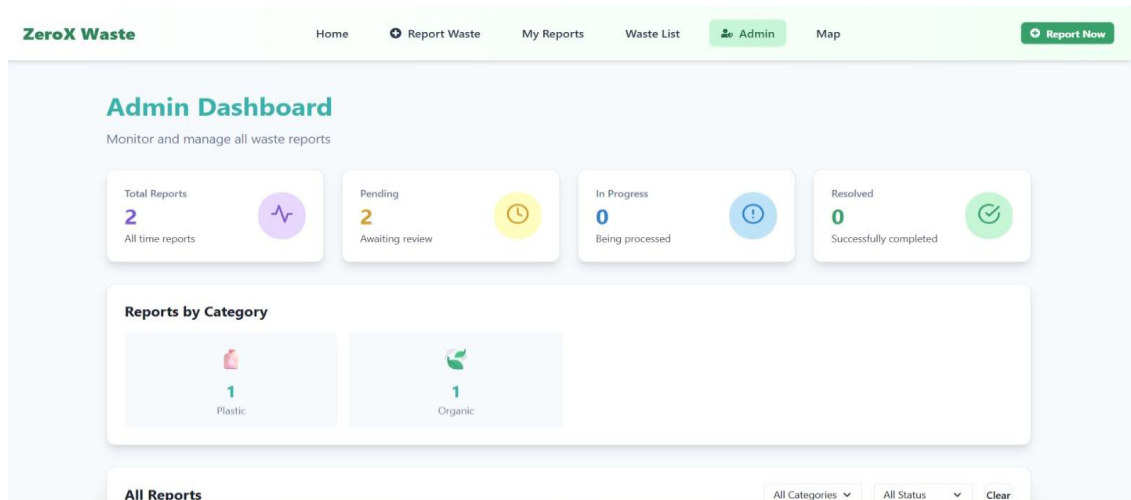 ZeroX Waste
Home
Report Waste
My Reports
Waste List
Admin
Map
Report Now
Admin Dashboard
Monitor and manage all waste reports
Total Reports
2
All time reports
Pending
2
Awaiting review
In Progress
0
Being processed
Resolved
0
Successfully completed
Reports by Category
1
Plastic
1
Organic
All Reports
All Categories
All Status
Clear